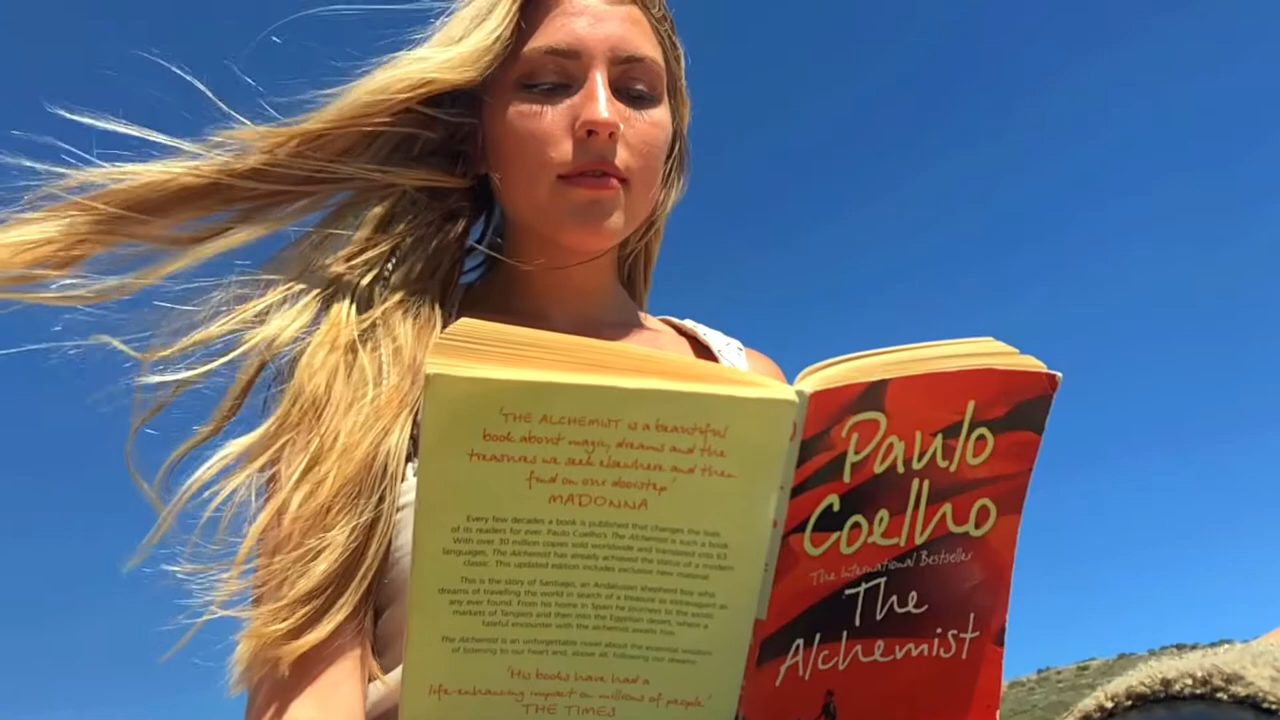 'THE ALCHEMIST is a beautiful
book about magic, dreams and the
treasures we seek elsewhere and then
find on our doorstep'
MADONNA
Every few decades a book is published that changes the lives
of its readers for ever. Paulo Coelho's The Alchemist is such a book.
With over 30 million copies sold worldwide and translated into 63
languages, The Alchemist has already achieved the status of a modern
classic. This updated edition includes exclusive new material.
This is the story of Santiago, an Andalusian shepherd boy who
dreams of travelling the world in search of a treasure as extravagant as
any ever found. From his home in Spain he journeys to the exotic
markets of Tangiers and then into the Egyptian desert, where a
fateful encounter with the alchemist awaits him.
The Alchemist is an unforgettable novel about the essential wisdom
of listening to our heart and, above all, following our dreams.
'His books have had a
life-enhancing impact on millions of people'
THE TIMES
Paulo
Coelho
The International Bestseller
The
Alchemist